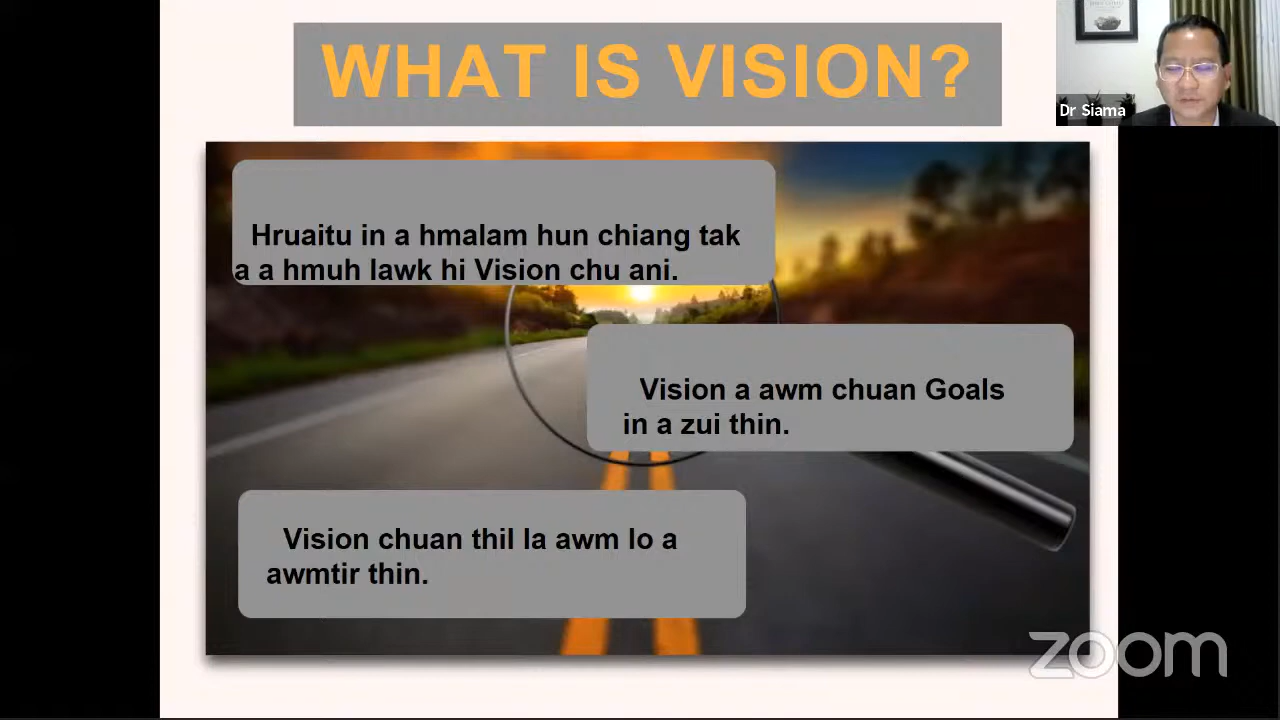 WHAT IS VISION?
Dr Siama
Hruaitu in a hmalam hun chiang tak
a a hmuh lawk hi Vision chu ani.
Vision a awm chuan Goals
in a zui thin.
Vision chuan thil la awm lo a
awmtir thin.
zoom